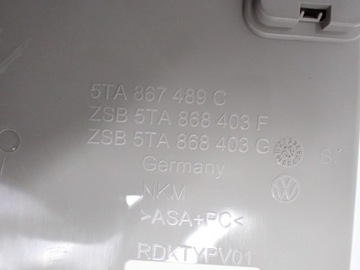 5TA 867 489 C
ZSB 5TA 868 403 F
ZSB 5TA 868 403 G
Germany
NKM
>ASA+PC<
RDKTYPV01